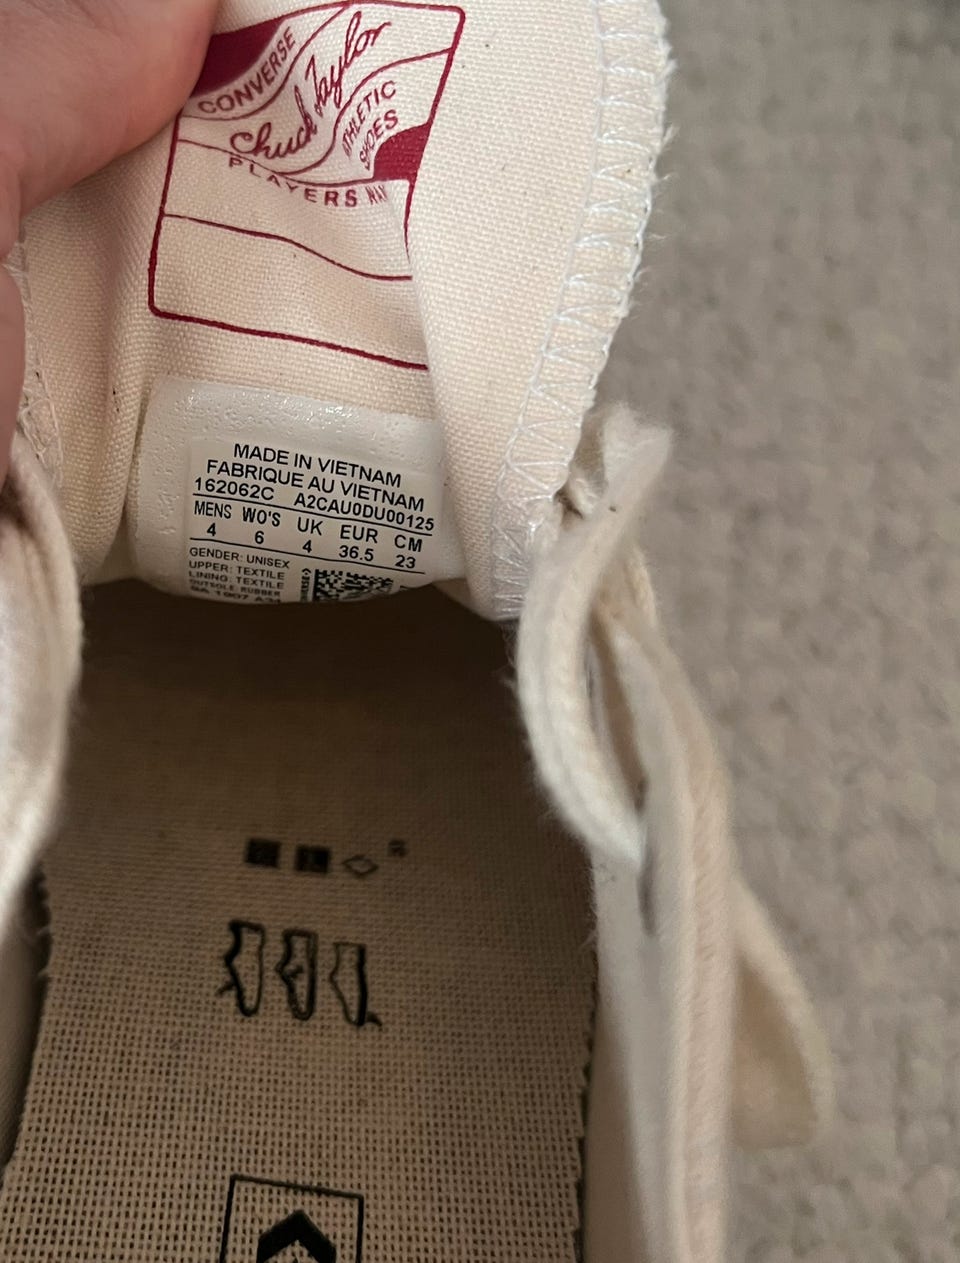 CONVERSE
Chuck Taylor
ATHLETIC
SHOES
PLAYERS NAM
MADE IN VIETNAM
FABRIQUE AU VIETNAM
162062C A2CAU0DU00125
MENS WO'S UK EUR CM
4 6 4 36.5 23
GENDER: UNISEX
UPPER: TEXTILE
LINING: TEXTILE
OUTSOLE RUBBER